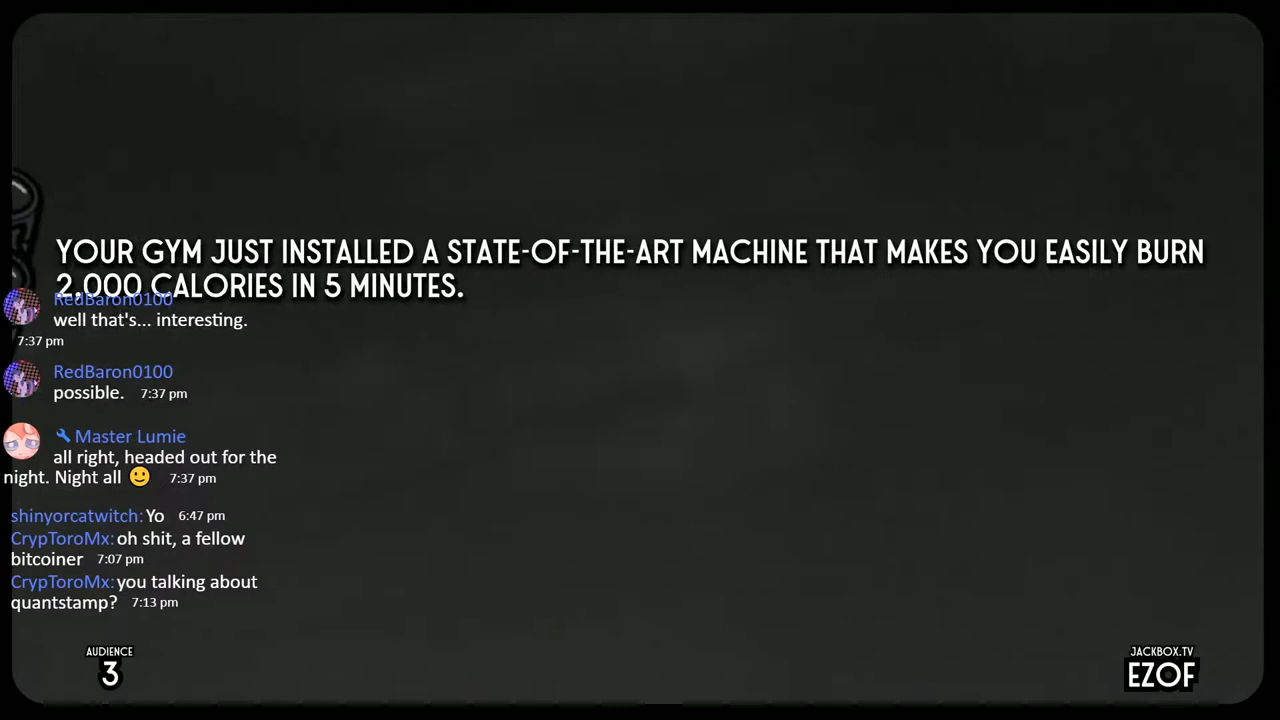 YOUR GYM JUST INSTALLED A STATE-OF-THE-ART MACHINE THAT MAKES YOU EASILY BURN
2,000 CALORIES IN 5 MINUTES.
RedBaron0100
well that's... interesting.
7:37 pm
RedBaron0100
possible. 7:37 pm
Master Lumie
all right, headed out for the
night. Night all 🙂 7:37 pm
shinyorcatwitch: Yo 6:47 pm
CrypToroMx: oh shit, a fellow
bitcoiner 7:07 pm
CrypToroMx: you talking about
quantstamp? 7:13 pm
AUDIENCE
3
JACKBOX.TV
EZOF